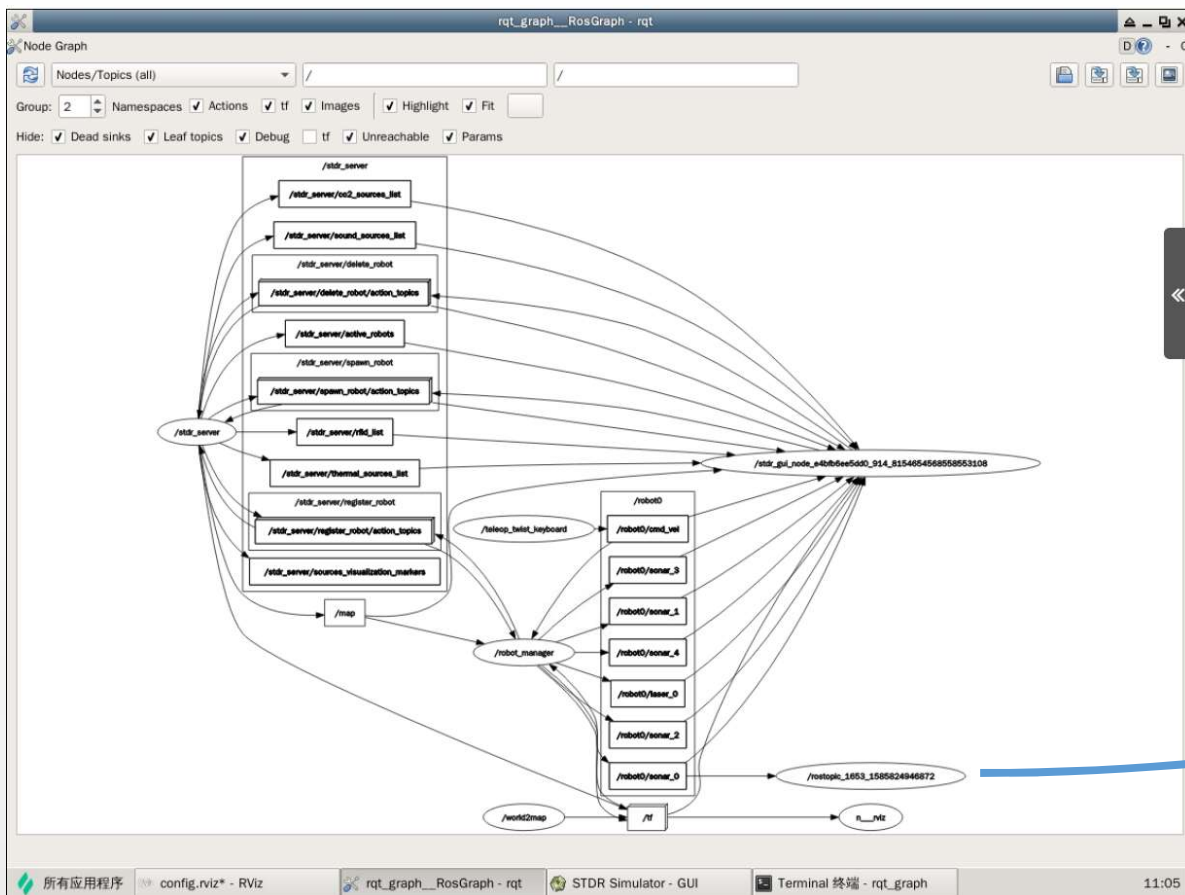 rqt_graph__RosGraph - rqt
Node Graph
D
Nodes/Topics (all)
/
/
Group: 2 Namespaces Actions tf Images Highlight Fit
Hide: Dead sinks Leaf topics Debug tf Unreachable Params
/stdr_server
/stdr_server/co2_sources_list
/stdr_server/sound_sources_list
/stdr_server/delete_robot
/stdr_server/delete_robot/action_topics
/stdr_server/active_robots
/stdr_server/spawn_robot
/stdr_server/spawn_robot/action_topics
/stdr_server
/stdr_server/rfid_list
/stdr_server/thermal_sources_list
/stdr_gui_node_e4bfb6ee5dd0_914_8154654568558553108
/stdr_server/register_robot
/stdr_server/register_robot/action_topics
/robot0
/teleop_twist_keyboard
/robot0/cmd_vel
/stdr_server/sources_visualization_markers
/robot0/sonar_3
/map
/robot0/sonar_1
/robot_manager
/robot0/sonar_4
/robot0/laser_0
/robot0/sonar_2
/robot0/sonar_0
/rostopic_1653_1585824946872
/world2map
/tf
n___rviz
所有应用程序
config.rviz* - RViz
rqt_graph__RosGraph - rqt
STDR Simulator - GUI
Terminal 终端 - rqt_graph
11:05